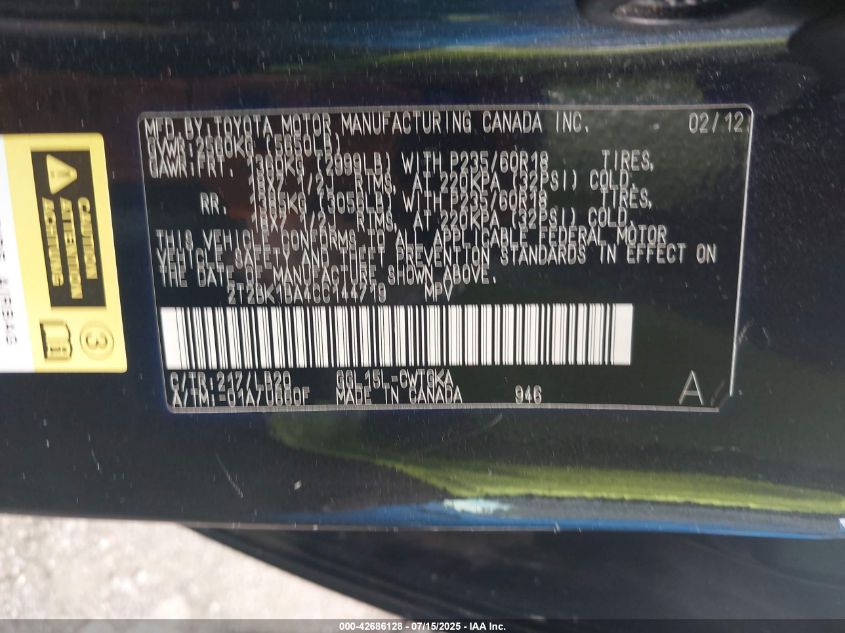 MFD. BY: TOYOTA MOTOR MANUFACTURING CANADA INC. 02/12
GVWR: 2560KG (5650LB)
GAWR: FRT. 1360KG (2999LB) WITH P235/60R18 TIRES,
18X7 1/2J RIMS, AT 220KPA (32PSI) COLD.
RR. 1385KG (3056LB) WITH P235/60R18 TIRES,
18X7 1/2J RIMS, AT 220KPA (32PSI) COLD.
THIS VEHICLE CONFORMS TO ALL APPLICABLE FEDERAL MOTOR
VEHICLE SAFETY AND THEFT PREVENTION STANDARDS IN EFFECT ON
THE DATE OF MANUFACTURE SHOWN ABOVE.
2T2BK1BA4CC144719 MPV
C/TR: 217/LB20 GGL15L-CWTGKA
A/TM: -01A/U660F MADE IN CANADA 946 A
ATTENTION
ACHTUNG
3
000-42686128 - 07/15/2025 - IAA Inc.